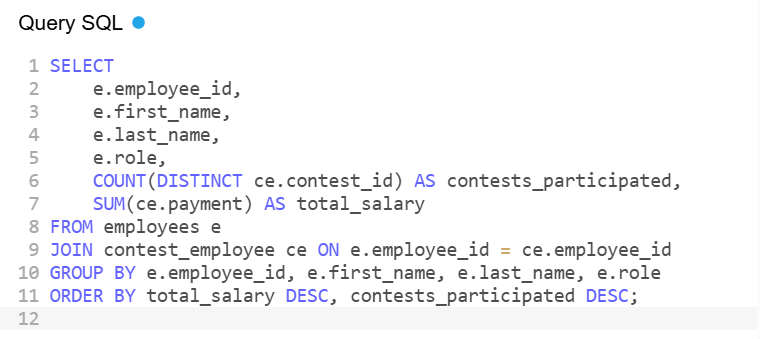 Query SQL
1 SELECT
2 e.employee_id,
3 e.first_name,
4 e.last_name,
5 e.role,
6 COUNT(DISTINCT ce.contest_id) AS contests_participated,
7 SUM(ce.payment) AS total_salary
8 FROM employees e
9 JOIN contest_employee ce ON e.employee_id = ce.employee_id
10 GROUP BY e.employee_id, e.first_name, e.last_name, e.role
11 ORDER BY total_salary DESC, contests_participated DESC;
12